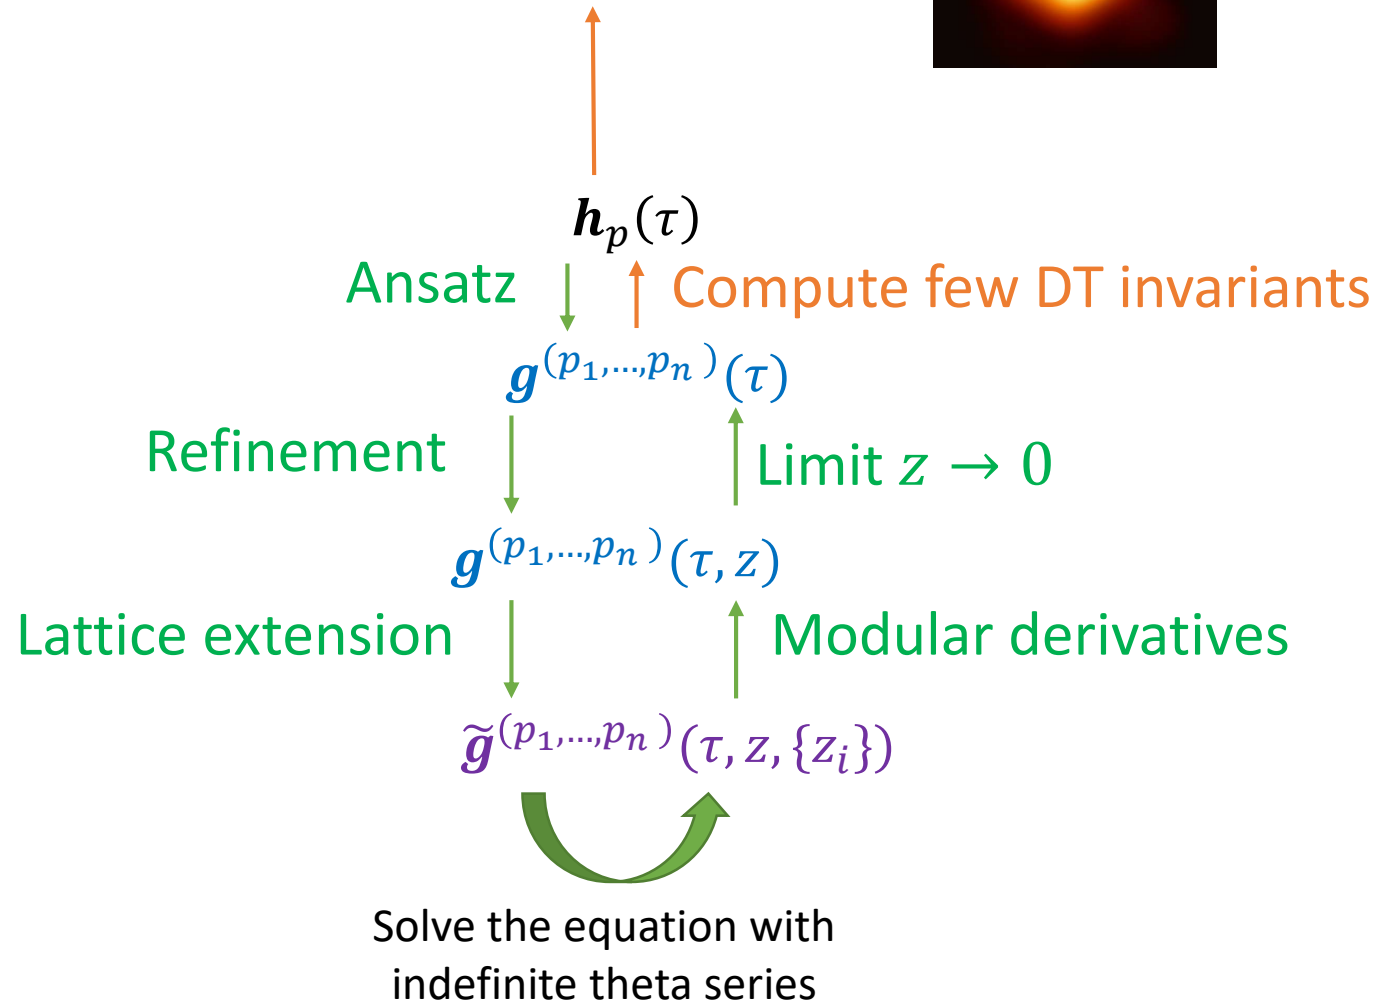 𝒉_p(τ)
Ansatz
Compute few DT invariants
𝒈^(p_1,…,p_n)(τ)
Refinement
Limit z → 0
𝒈^(p_1,…,p_n)(τ, z)
Lattice extension
Modular derivatives
𝒈̃^(p_1,…,p_n)(τ, z, {z_i})
Solve the equation with
indefinite theta series